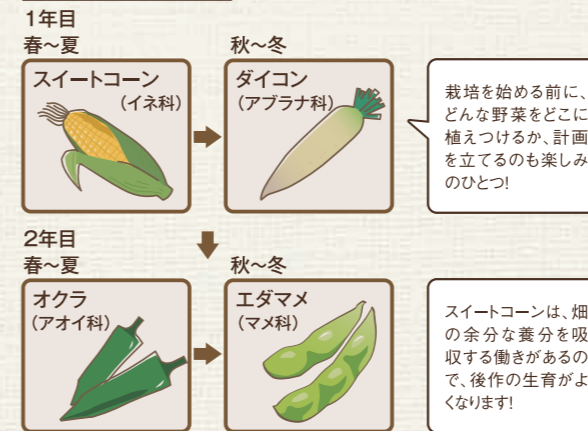 1年目
春～夏
秋～冬
スイートコーン
（イネ科）
ダイコン
（アブラナ科）
栽培を始める前に、
どんな野菜をどこに
植えつけるか、計画
を立てるのも楽しみ
のひとつ!
2年目
春～夏
秋～冬
オクラ
（アオイ科）
エダマメ
（マメ科）
スイートコーンは、畑
の余分な養分を吸
収する働きがあるの
で、後作の生育がよ
くなります!